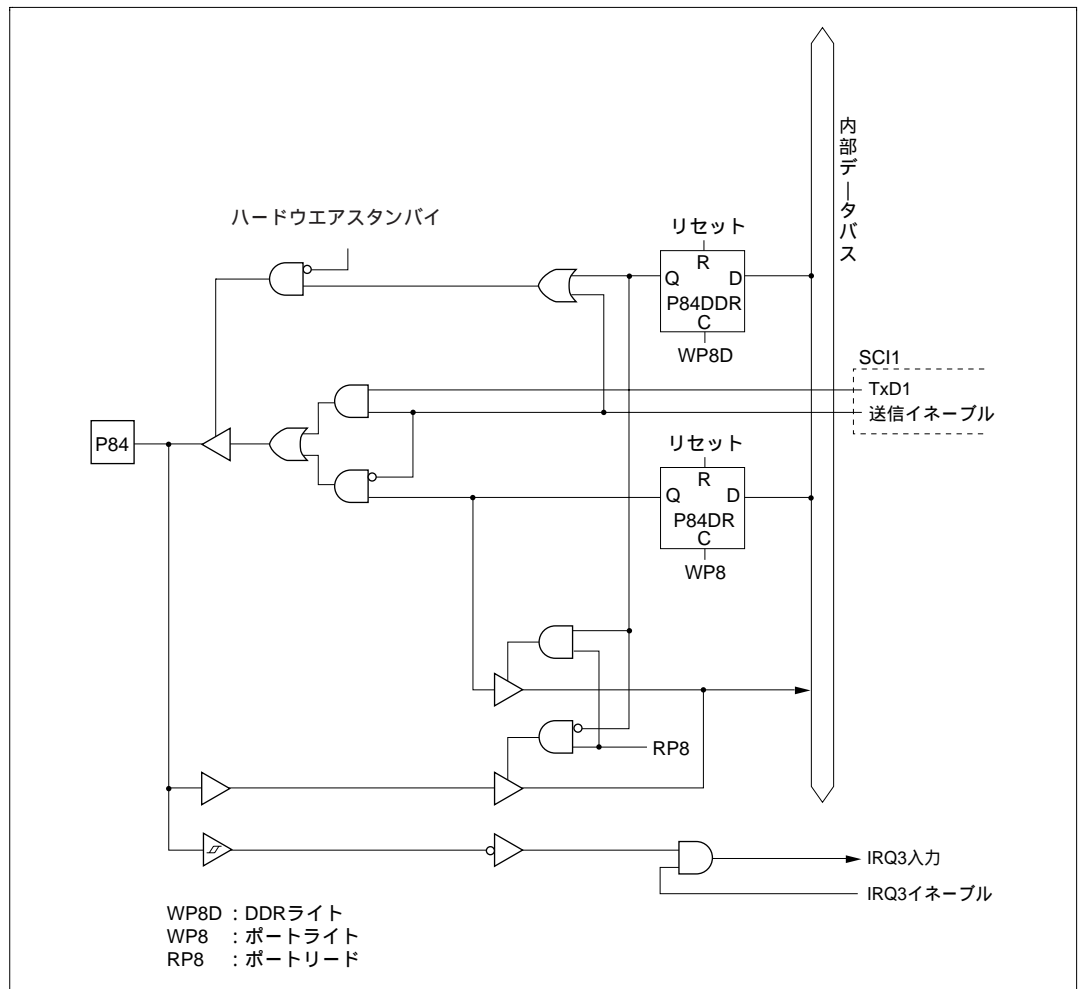 内部データバス
ハードウエアスタンバイ
リセット
R
Q D
P84DDR
C
WP8D
SCI1
TxD1
送信イネーブル
P84
リセット
R
Q D
P84DR
C
WP8
RP8
IRQ3入力
IRQ3イネーブル
WP8D : DDRライト
WP8 : ポートライト
RP8 : ポートリード